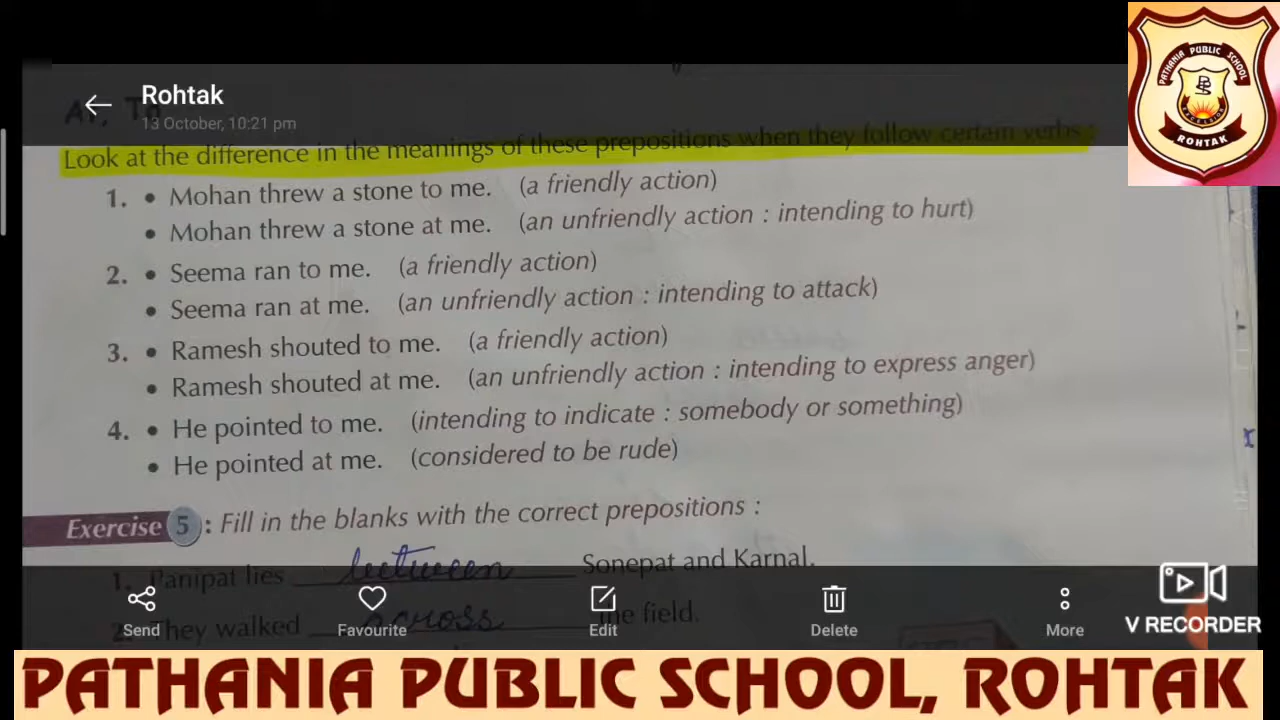 Rohtak
13 October, 10:21 pm
At, To
Look at the difference in the meanings of these prepositions when they follow certain verbs :
1. • Mohan threw a stone to me. (a friendly action)
• Mohan threw a stone at me. (an unfriendly action : intending to hurt)
2. • Seema ran to me. (a friendly action)
• Seema ran at me. (an unfriendly action : intending to attack)
3. • Ramesh shouted to me. (a friendly action)
• Ramesh shouted at me. (an unfriendly action : intending to express anger)
4. • He pointed to me. (intending to indicate : somebody or something)
• He pointed at me. (considered to be rude)
Exercise 5 : Fill in the blanks with the correct prepositions :
1. Panipat lies between Sonepat and Karnal.
2. They walked across the field.
Send Favourite Edit Delete More
V RECORDER
PATHANIA PUBLIC SCHOOL
ROHTAK
PATHANIA PUBLIC SCHOOL, ROHTAK